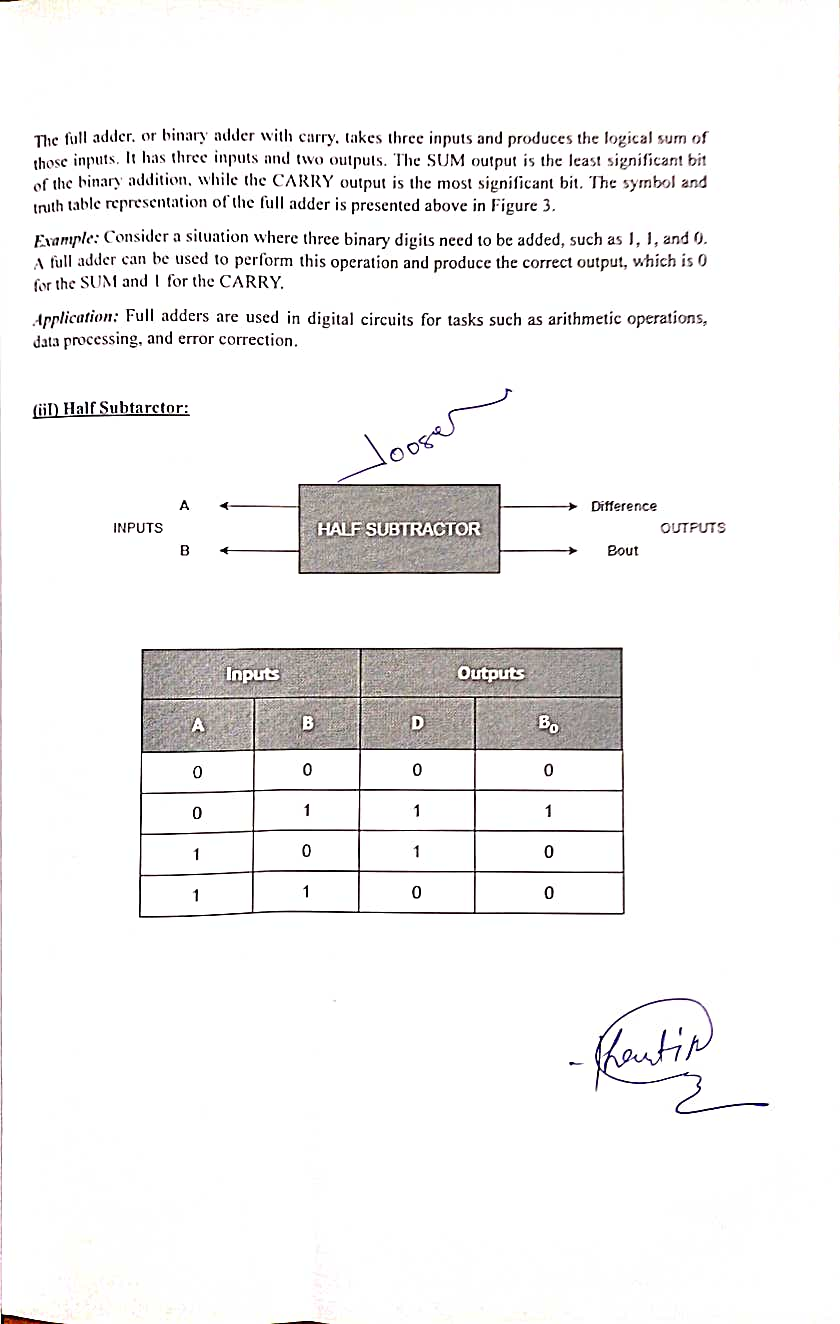 The full adder, or binary adder with carry, takes three inputs and produces the logical sum of
those inputs. It has three inputs and two outputs. The SUM output is the least significant bit
of the binary addition, while the CARRY output is the most significant bit. The symbol and
truth table representation of the full adder is presented above in Figure 3.
Example: Consider a situation where three binary digits need to be added, such as 1, 1, and 0.
A full adder can be used to perform this operation and produce the correct output, which is 0
for the SUM and 1 for the CARRY.
Application: Full adders are used in digital circuits for tasks such as arithmetic operations,
data processing, and error correction.
(iiI) Half Subtarctor:
looser
A Difference
INPUTS HALF SUBTRACTOR OUTPUTS
B Bout
Inputs Outputs
A B D B₀
0 0 0 0
0 1 1 1
1 0 1 0
1 1 0 0